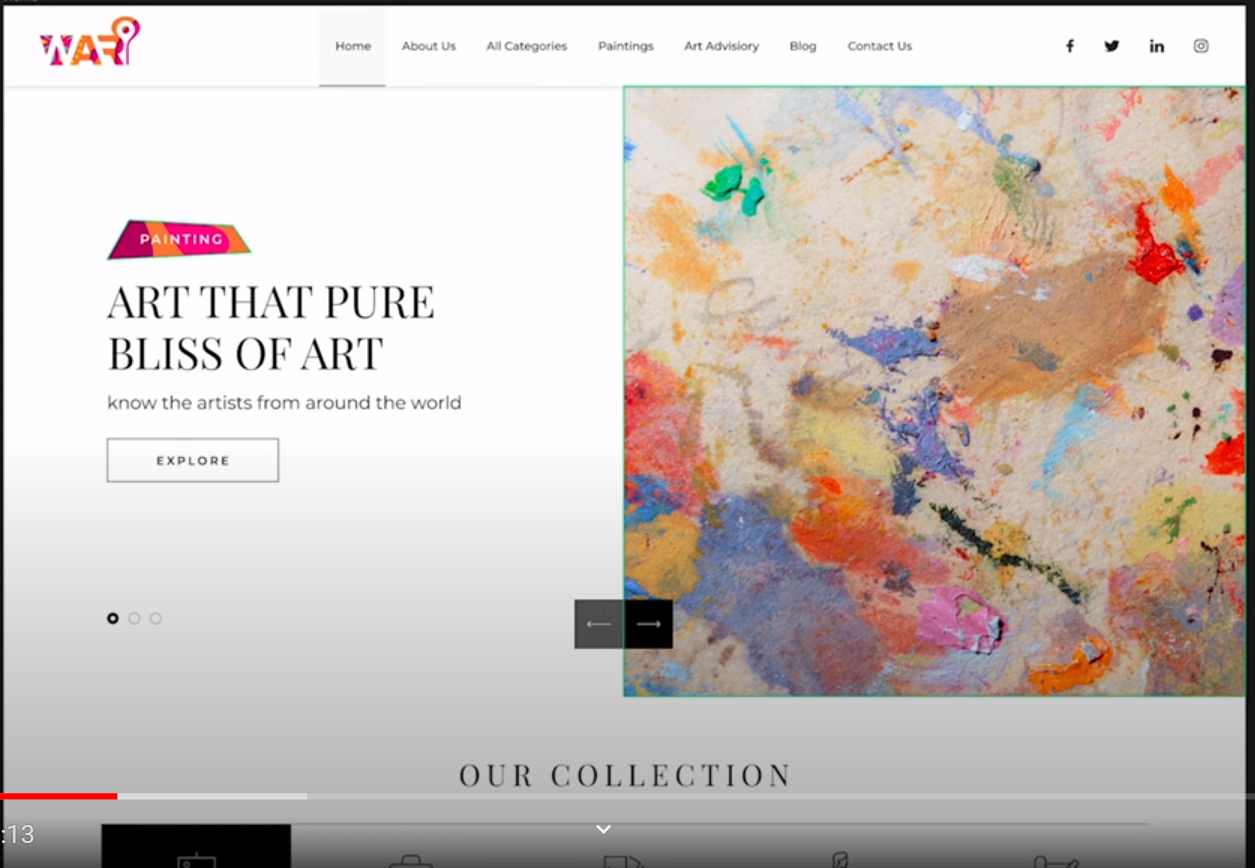 WAR
Home About Us All Categories Paintings Art Advisiory Blog Contact Us
PAINTING
ART THAT PURE
BLISS OF ART
know the artists from around the world
EXPLORE
OUR COLLECTION
:13